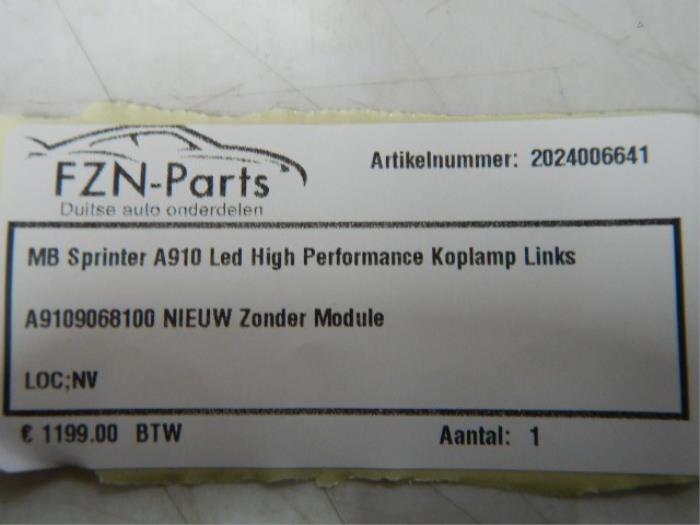 FZN-Parts
Duitse auto onderdelen
Artikelnummer: 2024006641
MB Sprinter A910 Led High Performance Koplamp Links
A9109068100 NIEUW Zonder Module
LOC;NV
€ 1199.00 BTW
Aantal: 1